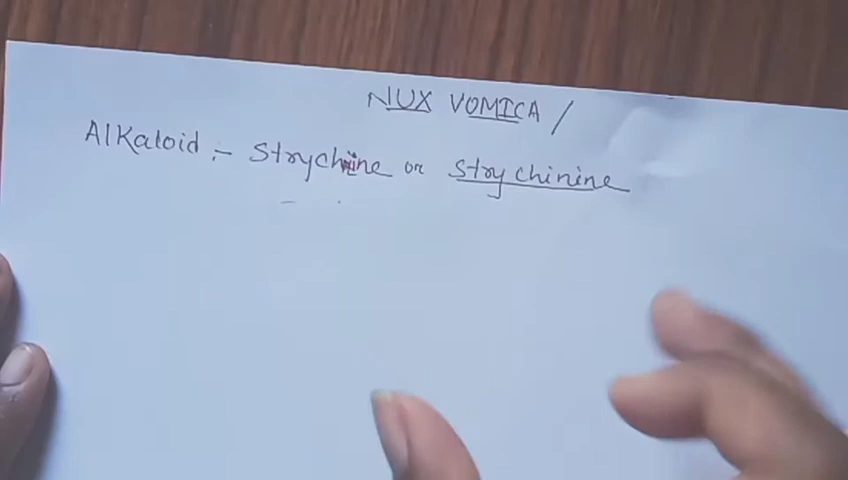 NUX VOMICA /
Alkaloid :- Strychine or Strychinine